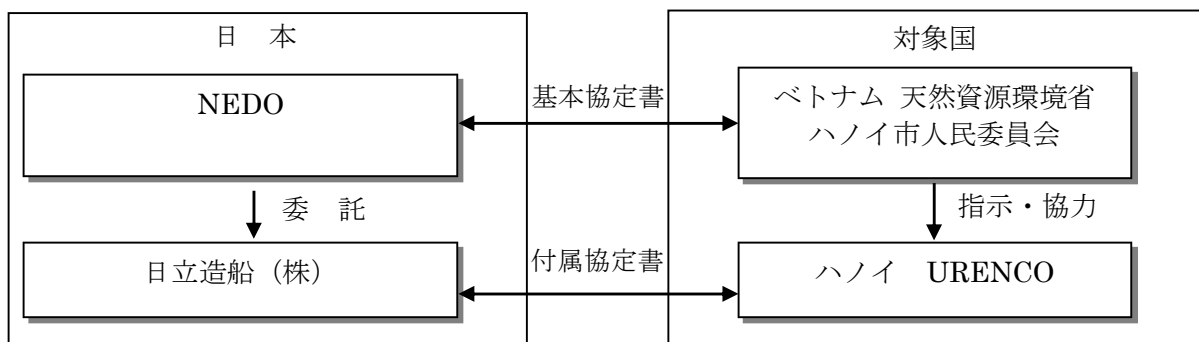 日 本
対象国
NEDO
基本協定書
ベトナム 天然資源環境省
ハノイ市人民委員会
委 託
指示・協力
日立造船（株）
付属協定書
ハノイ URENCO